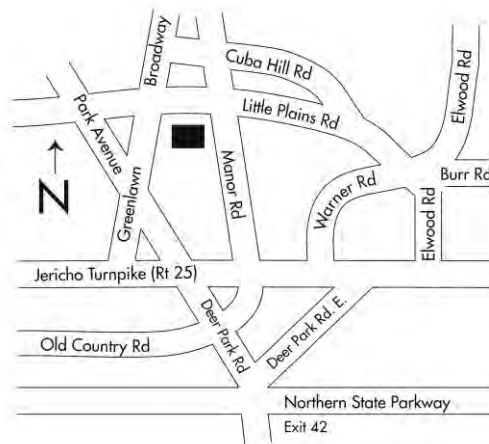 Broadway
Cuba Hill Rd
Elwood Rd
Park Avenue
Little Plains Rd
N
Greenlawn
Manor Rd
Warner Rd
Burr Rd
Elwood Rd
Jericho Turnpike (Rt 25)
Deer Park Rd
Deer Park Rd. E.
Old Country Rd
Northern State Parkway
Exit 42